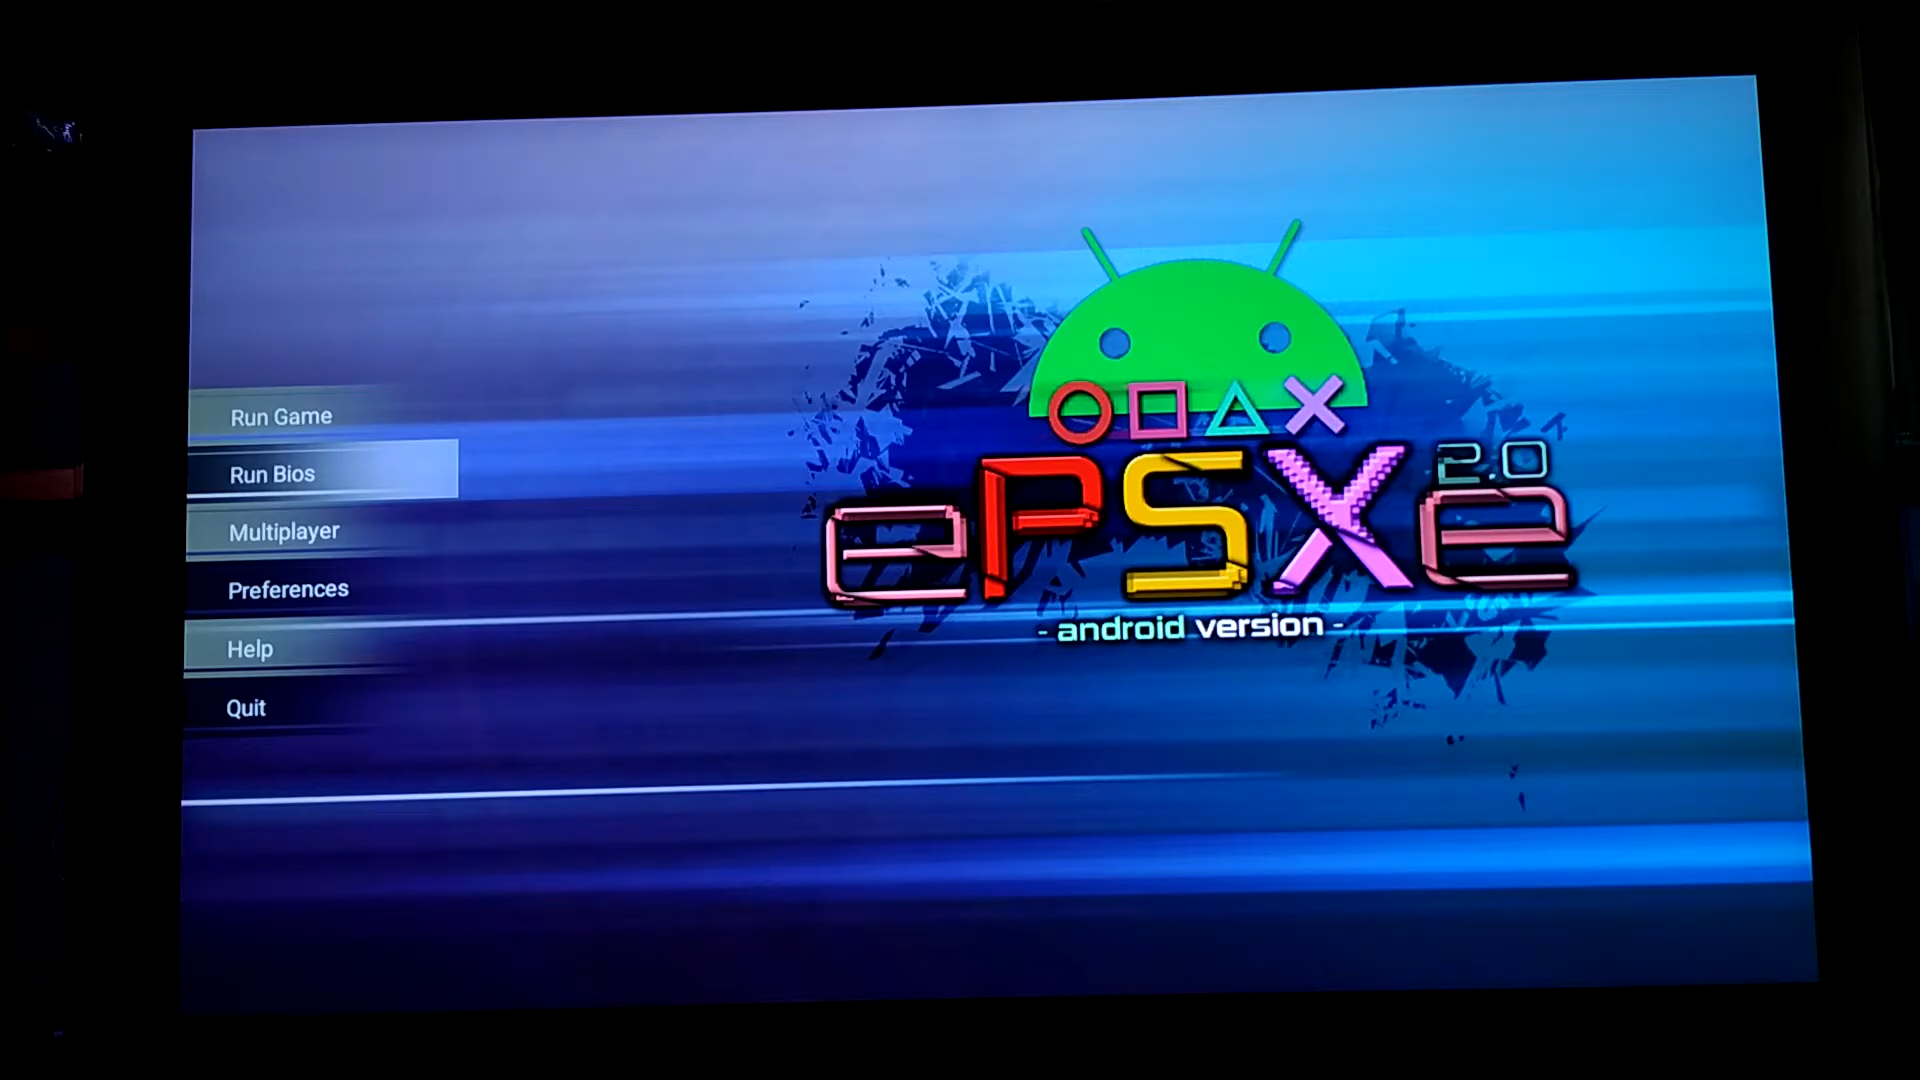 Run Game
Run Bios
Multiplayer
Preferences
Help
Quit
ePSXe 2.0
- android version -